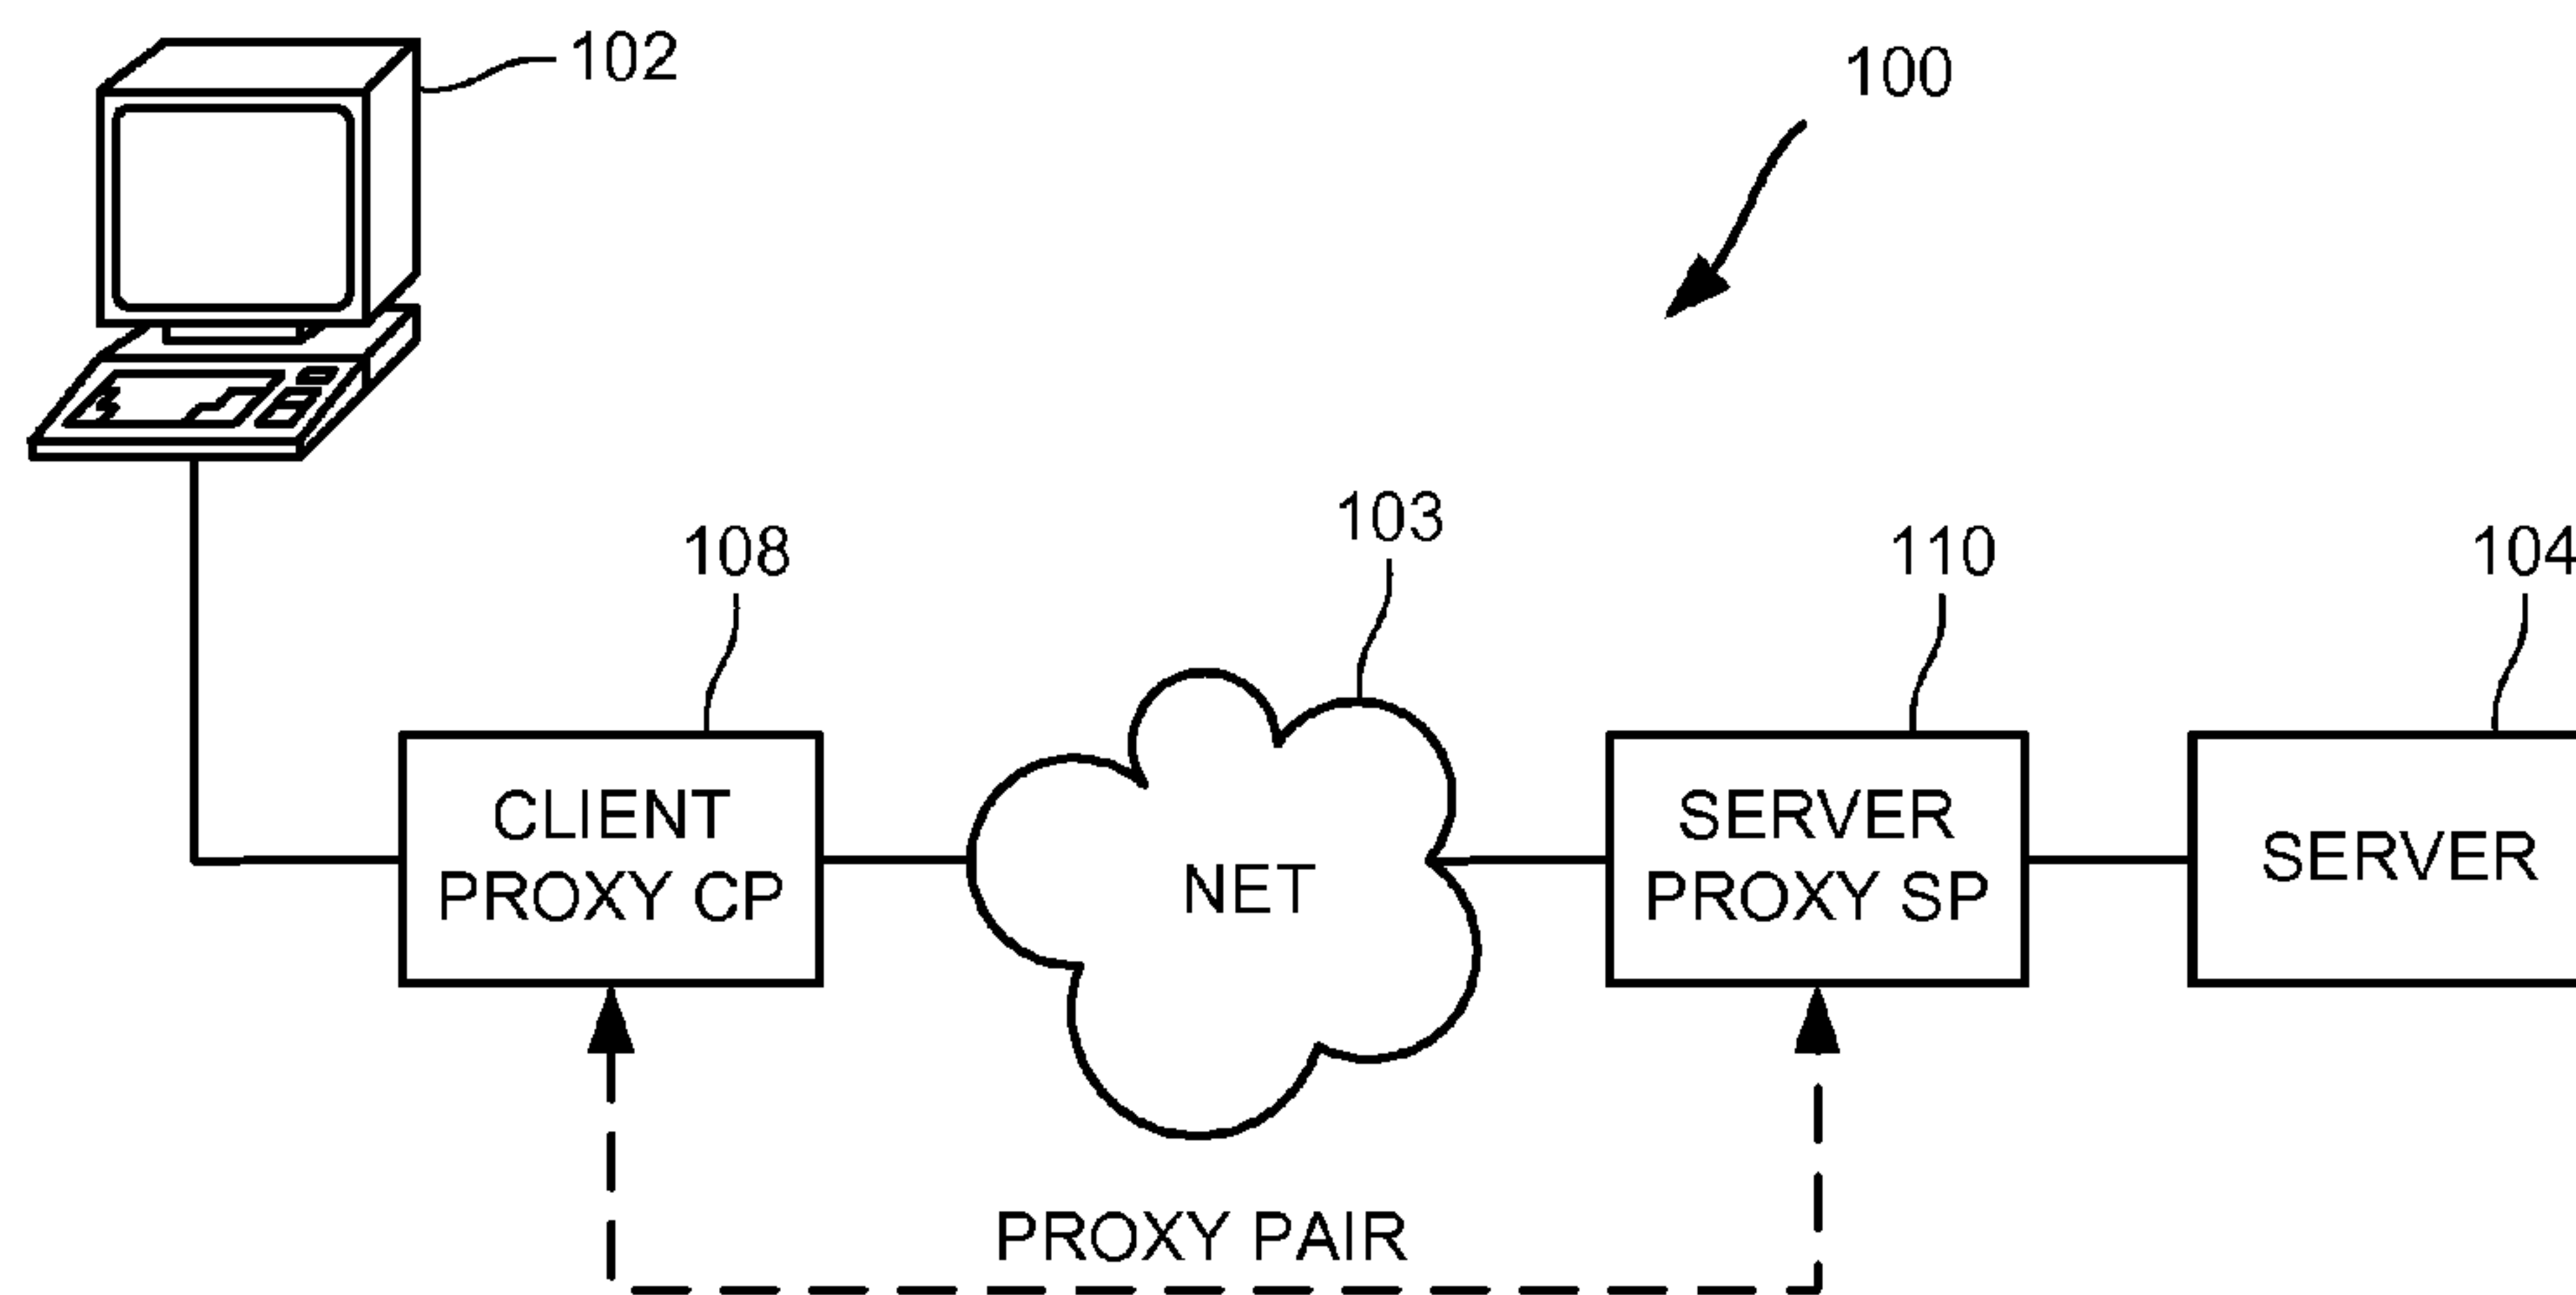 102
100
103
108
110
104
CLIENT
PROXY CP
NET
SERVER
PROXY SP
SERVER
PROXY PAIR